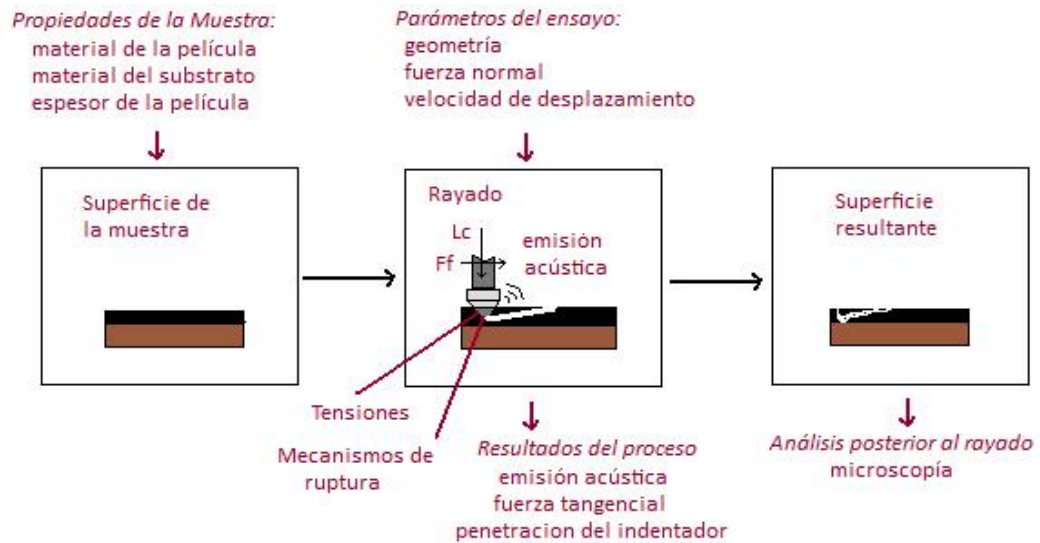 Propiedades de la Muestra:
material de la película
material del substrato
espesor de la película
Parámetros del ensayo:
geometría
fuerza normal
velocidad de desplazamiento
Superficie de
la muestra
Rayado
Lc
Ff
emisión
acústica
Superficie
resultante
Tensiones
Mecanismos de
ruptura
Resultados del proceso
emisión acústica
fuerza tangencial
penetracion del indentador
Análisis posterior al rayado
microscopía